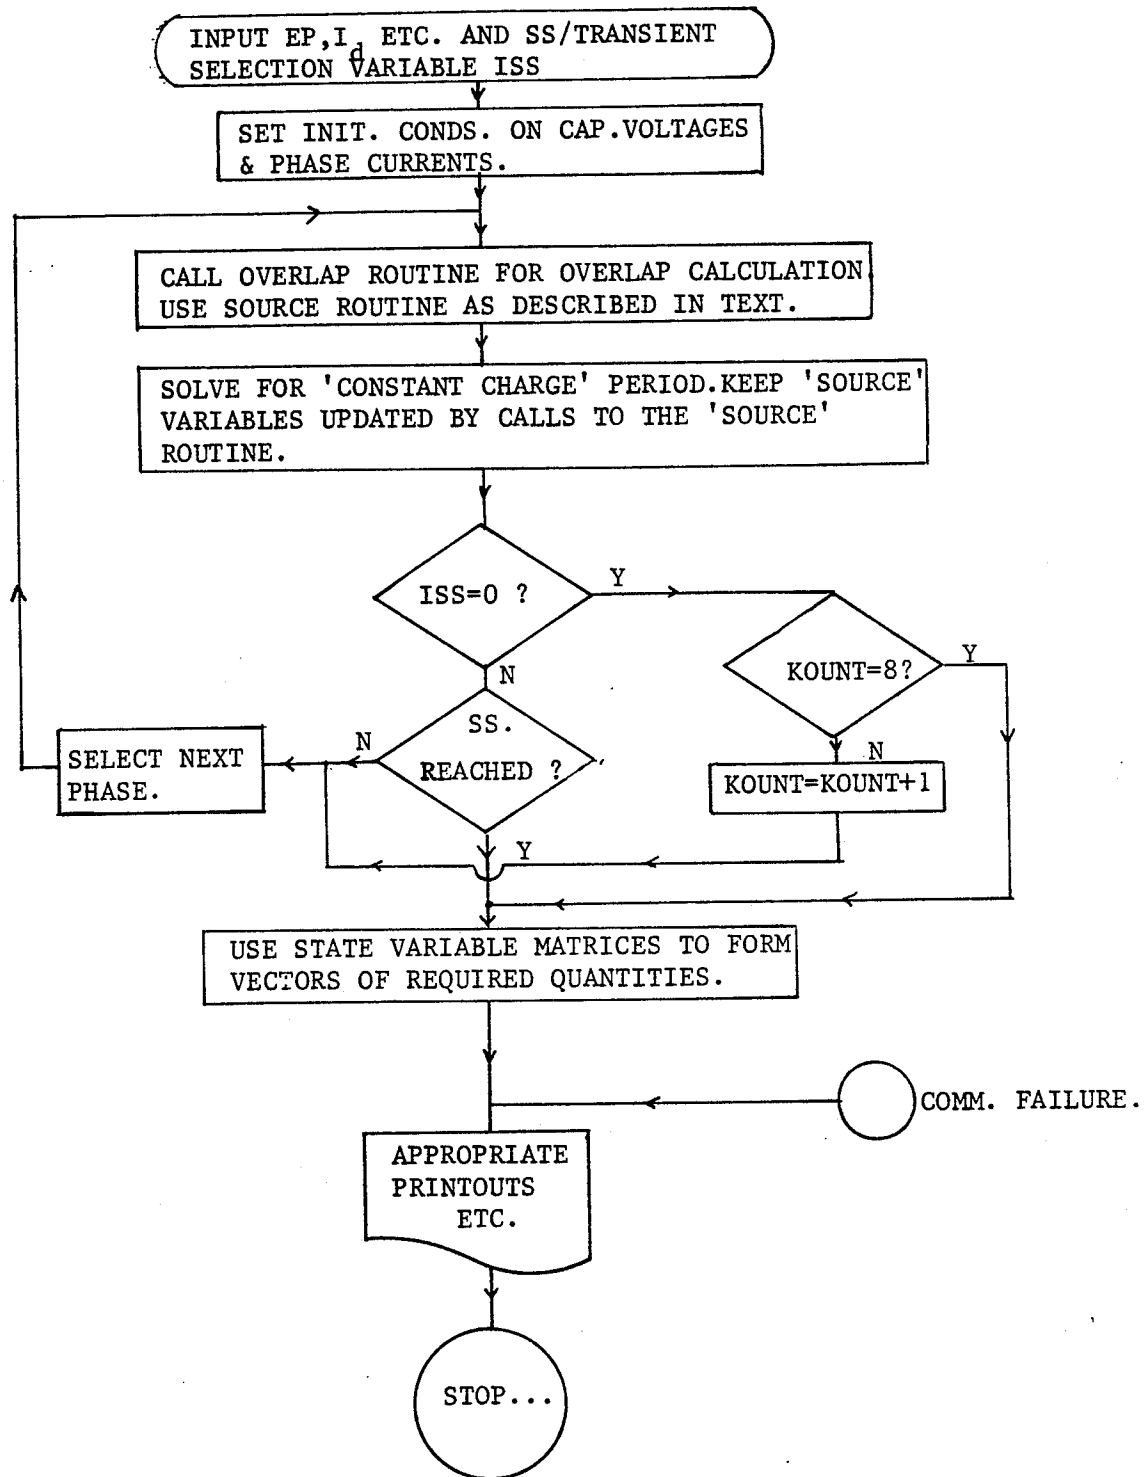 INPUT EP,I_d ETC. AND SS/TRANSIENT
SELECTION VARIABLE ISS
SET INIT. CONDS. ON CAP.VOLTAGES
& PHASE CURRENTS.
CALL OVERLAP ROUTINE FOR OVERLAP CALCULATION
USE SOURCE ROUTINE AS DESCRIBED IN TEXT.
SOLVE FOR 'CONSTANT CHARGE' PERIOD.KEEP 'SOURCE'
VARIABLES UPDATED BY CALLS TO THE 'SOURCE'
ROUTINE.
ISS=0 ?
Y
N
KOUNT=8?
Y
N
KOUNT=KOUNT+1
SS.
REACHED ?
N
Y
SELECT NEXT
PHASE.
USE STATE VARIABLE MATRICES TO FORM
VECTORS OF REQUIRED QUANTITIES.
COMM. FAILURE.
APPROPRIATE
PRINTOUTS
ETC.
STOP...